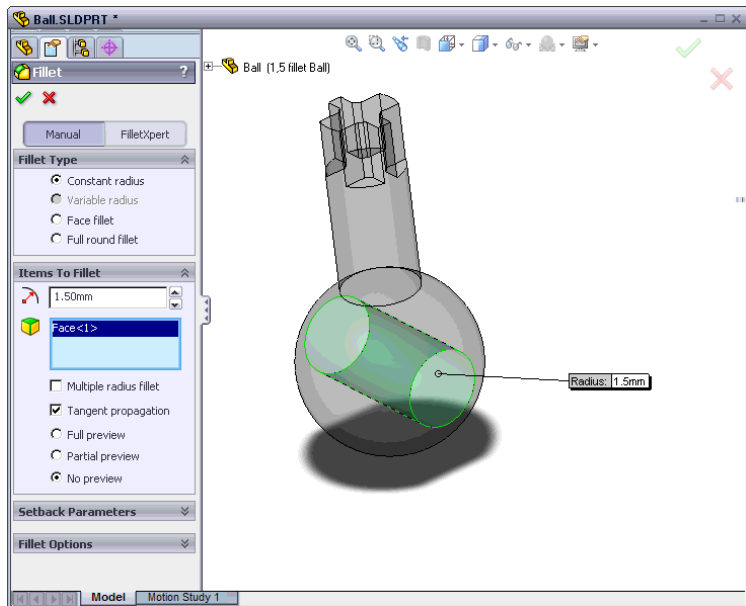 Ball.SLDPRT *
Fillet ?
Ball (1,5 fillet Ball)
Manual FilletXpert
Fillet Type
Constant radius
Variable radius
Face fillet
Full round fillet
Items To Fillet
1.50mm
Face<1>
Multiple radius fillet
Tangent propagation
Full preview
Partial preview
No preview
Radius: 1.5mm
Setback Parameters
Fillet Options
Model Motion Study 1